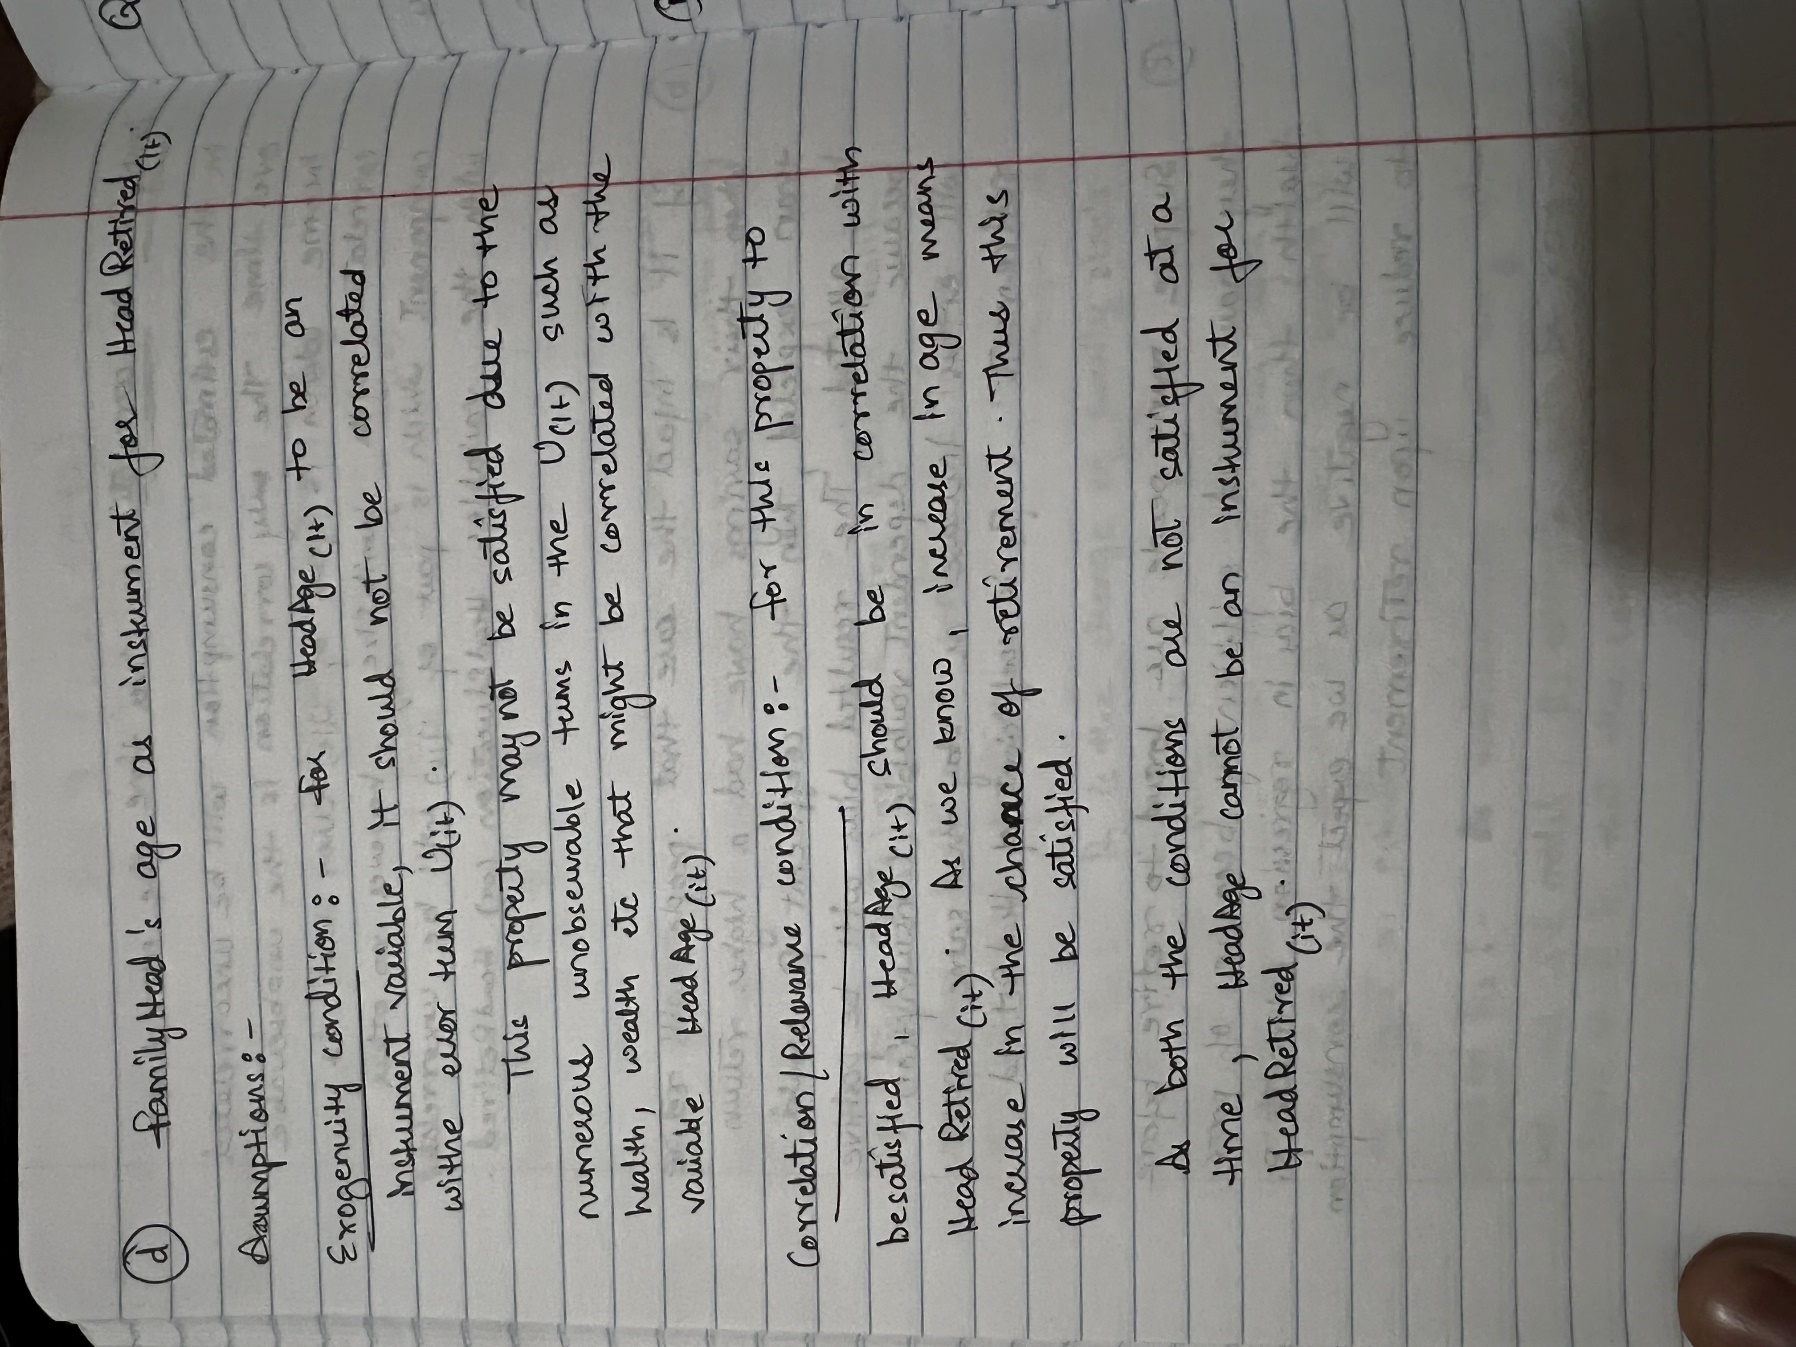 (d) Family Head's age as instrument for Head Retired(it).
Assumptions:-
Exogenuity condition:- for HeadAge(it) to be an
instrument variable, it should not be correlated
withe error term U(it).
This property may not be satisfied due to the
numerous unobservable terms in the U(it) such as
health, wealth etc that might be correlated with the
variable HeadAge(it).
Correlation/Relevance condition:- for this property to
be satisfied, HeadAge(it) should be in correlation with
Head Retired(it). As we know, increase in age means
increase in the chance of retirement. Thus this
property will be satisfied.
As both the conditions are not satisfied at a
time, HeadAge cannot be an instrument for
HeadRetired(it).